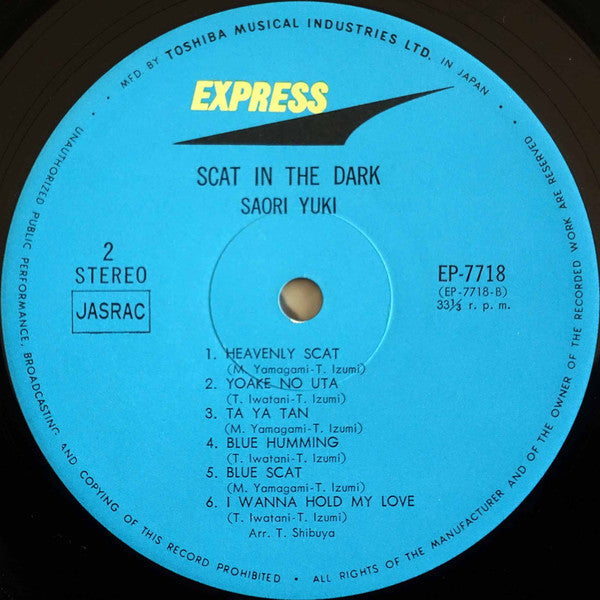 MFD BY TOSHIBA MUSICAL INDUSTRIES LTD. IN JAPAN •
EXPRESS
SCAT IN THE DARK
SAORI YUKI
2
STEREO
JASRAC
EP-7718
(EP-7718-B)
33⅓ r. p. m.
1. HEAVENLY SCAT
(M. Yamagami-T. Izumi)
2. YOAKE NO UTA
(T. Iwatani-T. Izumi)
3. TA YA TAN
(M. Yamagami-T. Izumi)
4. BLUE HUMMING
(T. Iwatani-T. Izumi)
5. BLUE SCAT
(M. Yamagami-T. Izumi)
6. I WANNA HOLD MY LOVE
(T. Iwatani-T. Izumi)
Arr. T. Shibuya
UNAUTHORIZED PUBLIC PERFORMANCE, BROADCASTING AND COPYING OF THIS RECORD PROHIBITED • ALL RIGHTS OF THE MANUFACTURER AND OF THE OWNER OF THE RECORDED WORK ARE RESERVED